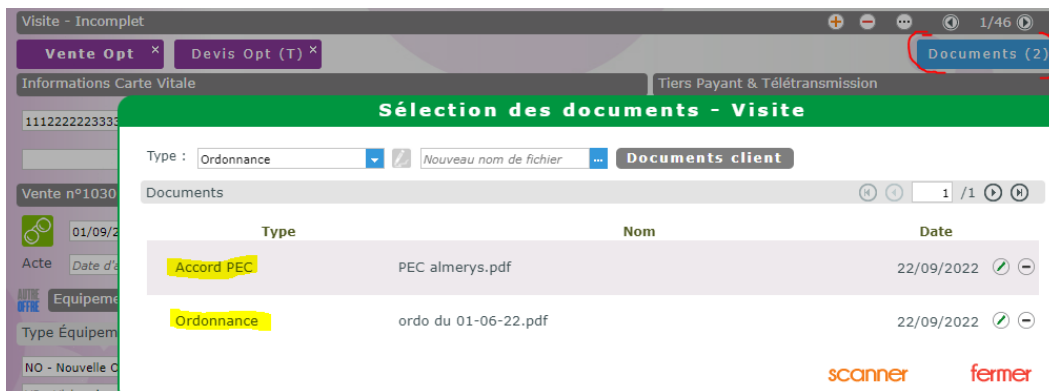 Visite - Incomplet 1/46
Vente Opt × Devis Opt (T) × Documents (2)
Informations Carte Vitale Tiers Payant & Télétransmission
Sélection des documents - Visite
Type : Ordonnance Nouveau nom de fichier ... Documents client
Vente n°1030 Documents 1 /1
01/09/2 Type Nom Date
Acte Date d'a Accord PEC PEC almerys.pdf 22/09/2022
AUTRE OFFRE Equipeme
Type Équipem Ordonnance ordo du 01-06-22.pdf 22/09/2022
NO - Nouvelle O scanner fermer